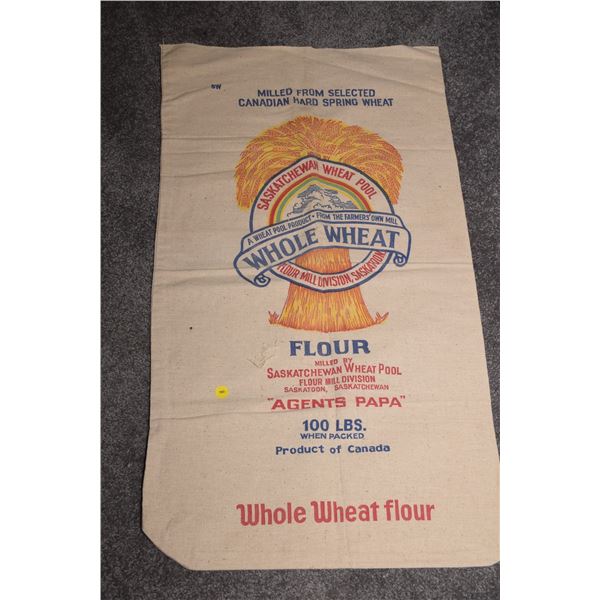 WW
MILLED FROM SELECTED
CANADIAN HARD SPRING WHEAT
SASKATCHEWAN WHEAT POOL
A WHEAT POOL PRODUCT - FROM THE FARMERS' OWN MILL
WHOLE WHEAT
FLOUR MILL DIVISION, SASKATOON
FLOUR
MILLED BY
SASKATCHEWAN WHEAT POOL
FLOUR MILL DIVISION
SASKATOON, SASKATCHEWAN
"AGENTS PAPA"
100 LBS.
WHEN PACKED
Product of Canada
Whole Wheat flour